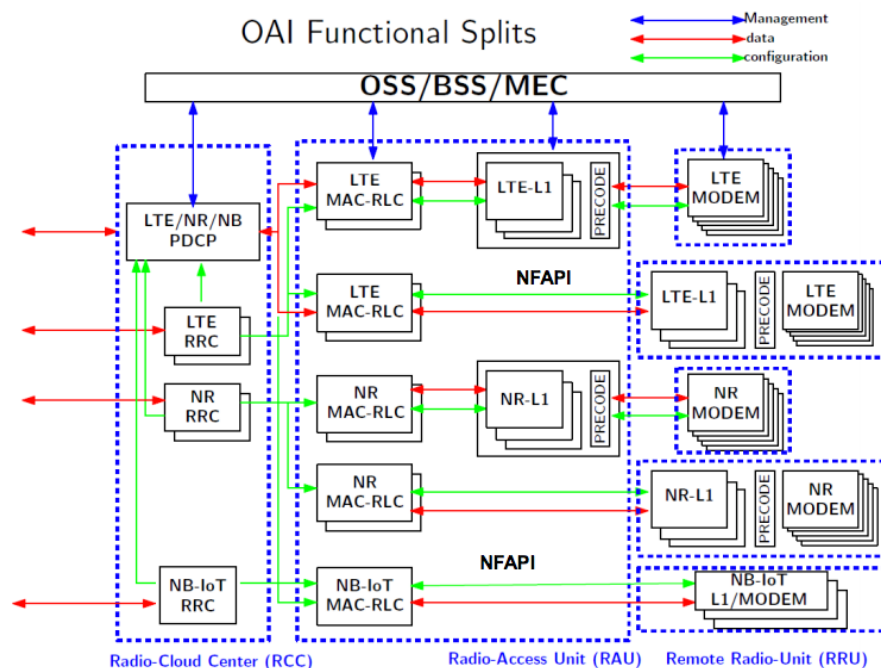 OAI Functional Splits
Management
data
configuration
OSS/BSS/MEC
LTE/NR/NB
PDCP
LTE
RRC
NR
RRC
NB-IoT
RRC
LTE
MAC-RLC
LTE-L1
PRECODE
LTE
MODEM
LTE
MAC-RLC
NFAPI
LTE-L1
PRECODE
LTE
MODEM
NR
MAC-RLC
NR-L1
PRECODE
NR
MODEM
NR
MAC-RLC
NR-L1
PRECODE
NR
MODEM
NB-IoT
MAC-RLC
NFAPI
NB-IoT
L1/MODEM
Radio-Cloud Center (RCC)
Radio-Access Unit (RAU)
Remote Radio-Unit (RRU)